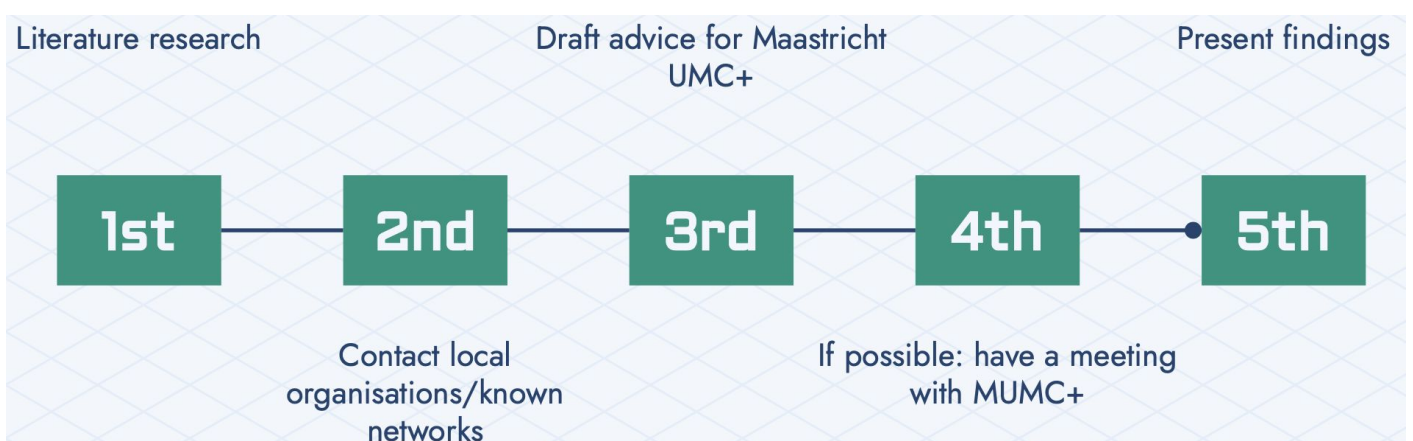 Literature research
Draft advice for Maastricht
UMC+
Present findings
1st
2nd
3rd
4th
5th
Contact local
organisations/known
networks
If possible: have a meeting
with MUMC+